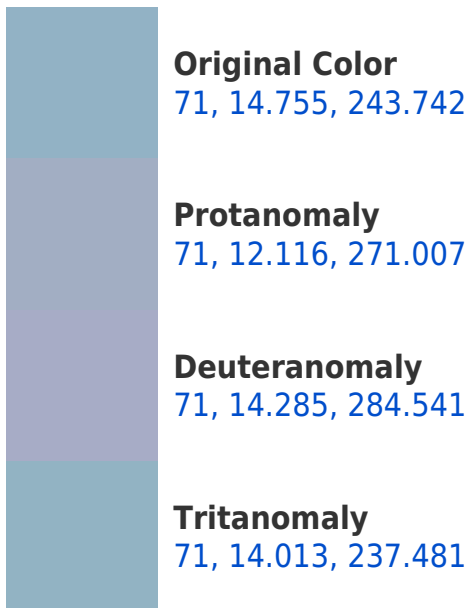 Original Color
71, 14.755, 243.742
Protanomaly
71, 12.116, 271.007
Deuteranomaly
71, 14.285, 284.541
Tritanomaly
71, 14.013, 237.481